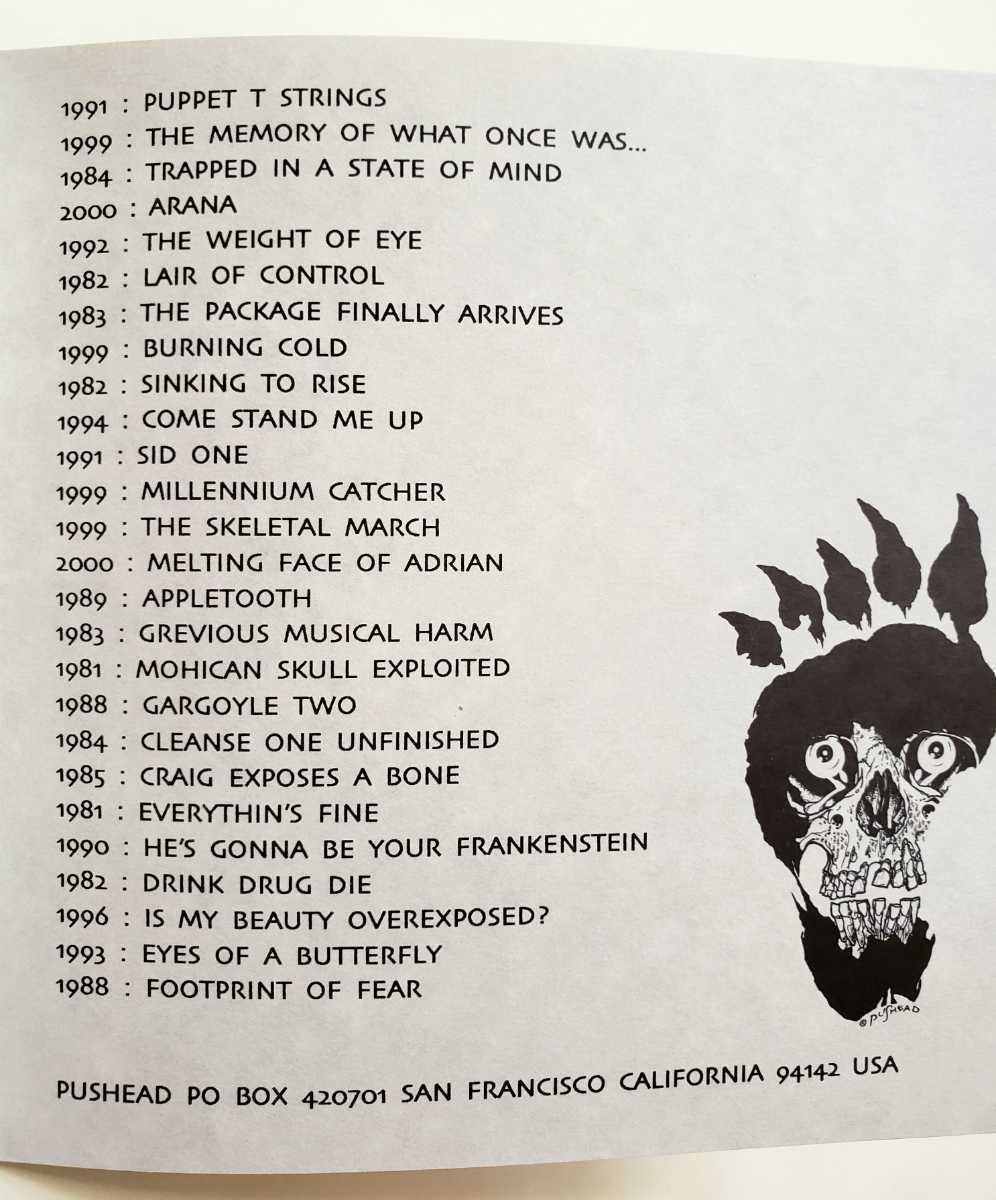 1991 : PUPPET T STRINGS
1999 : THE MEMORY OF WHAT ONCE WAS...
1984 : TRAPPED IN A STATE OF MIND
2000 : ARANA
1992 : THE WEIGHT OF EYE
1982 : LAIR OF CONTROL
1983 : THE PACKAGE FINALLY ARRIVES
1999 : BURNING COLD
1982 : SINKING TO RISE
1994 : COME STAND ME UP
1991 : SID ONE
1999 : MILLENNIUM CATCHER
1999 : THE SKELETAL MARCH
2000 : MELTING FACE OF ADRIAN
1989 : APPLETOOTH
1983 : GREVIOUS MUSICAL HARM
1981 : MOHICAN SKULL EXPLOITED
1988 : GARGOYLE TWO
1984 : CLEANSE ONE UNFINISHED
1985 : CRAIG EXPOSES A BONE
1981 : EVERYTHIN'S FINE
1990 : HE'S GONNA BE YOUR FRANKENSTEIN
1982 : DRINK DRUG DIE
1996 : IS MY BEAUTY OVEREXPOSED?
1993 : EYES OF A BUTTERFLY
1988 : FOOTPRINT OF FEAR
© PUSHEAD
PUSHEAD PO BOX 420701 SAN FRANCISCO CALIFORNIA 94142 USA